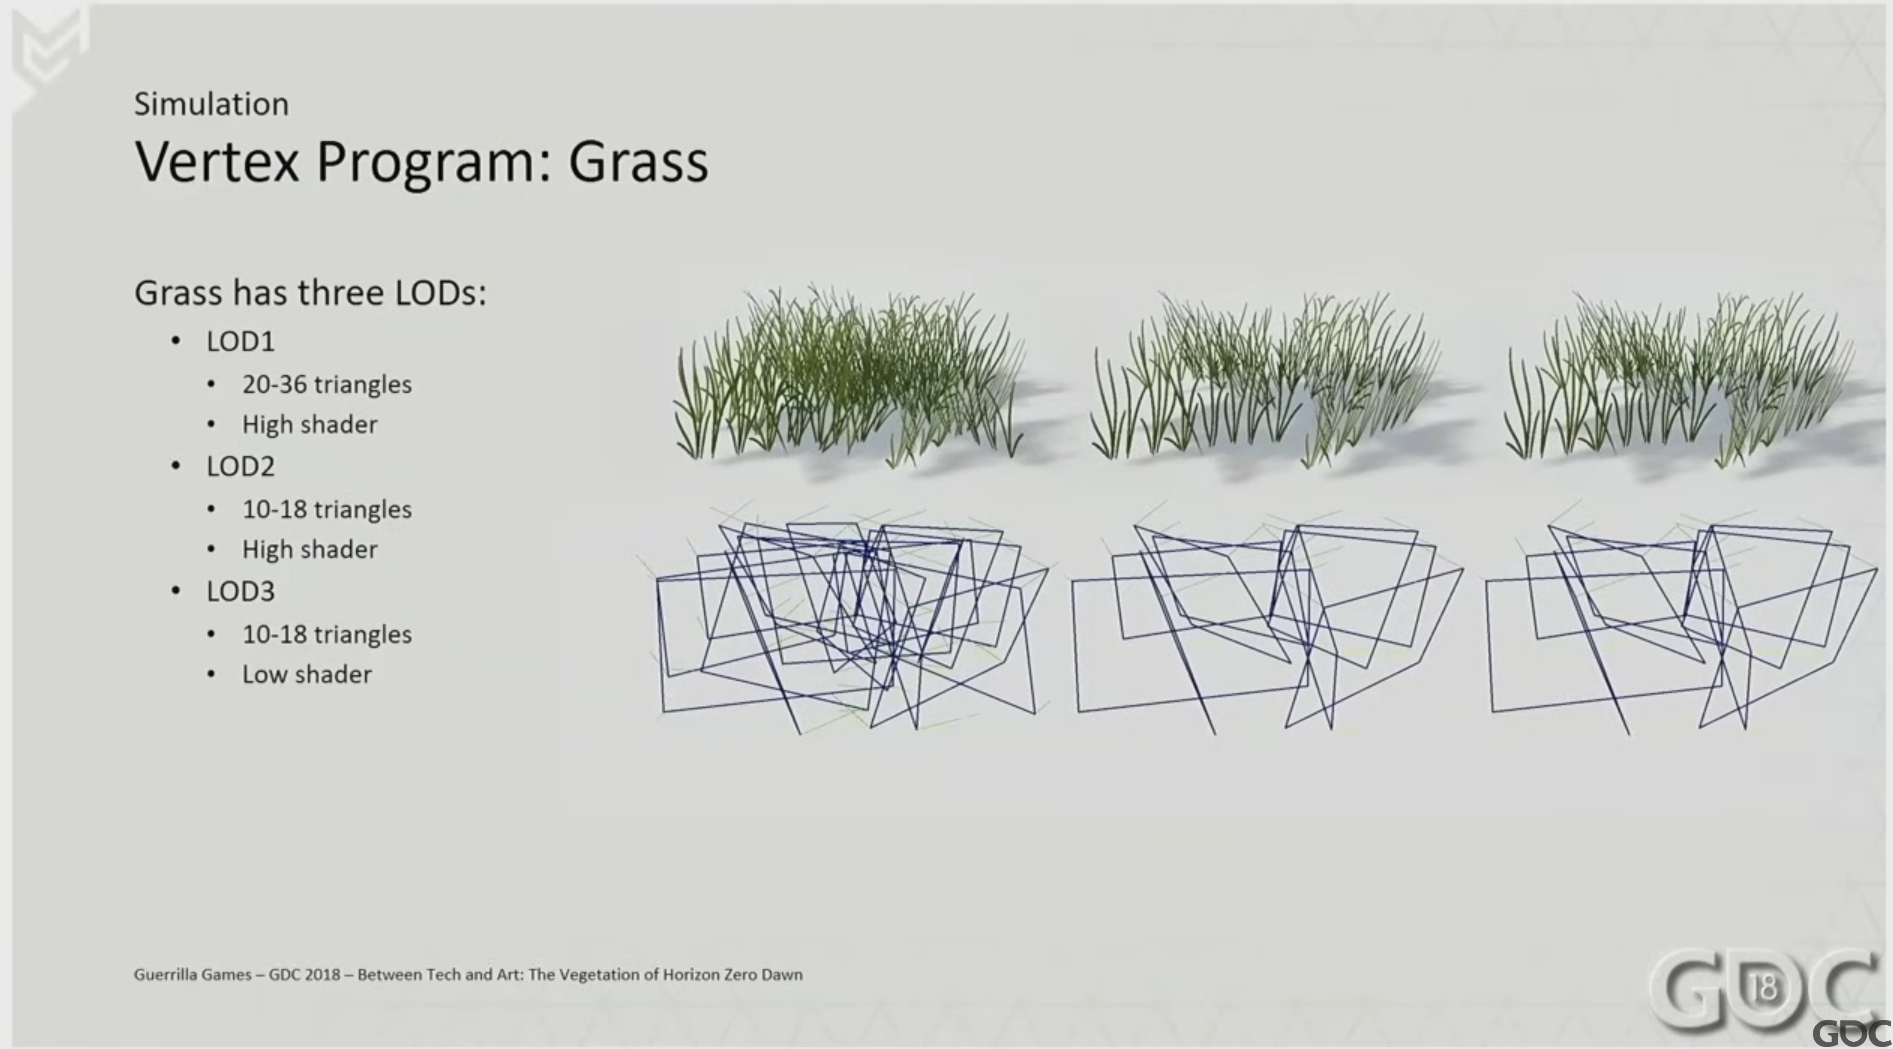 Simulation
Vertex Program: Grass
Grass has three LODs:
• LOD1
• 20-36 triangles
• High shader
• LOD2
• 10-18 triangles
• High shader
• LOD3
• 10-18 triangles
• Low shader
Guerrilla Games – GDC 2018 – Between Tech and Art: The Vegetation of Horizon Zero Dawn
GDC
18
GDC